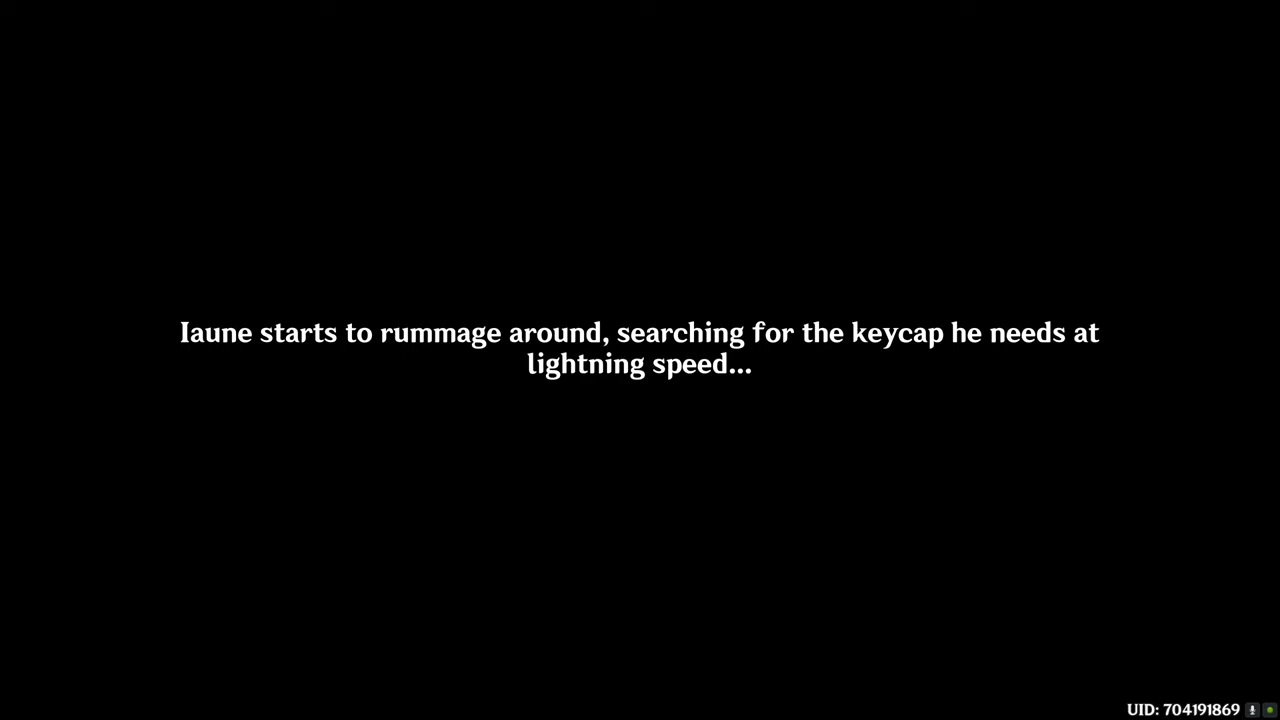 Iaune starts to rummage around, searching for the keycap he needs at
lightning speed...
UID: 704191869